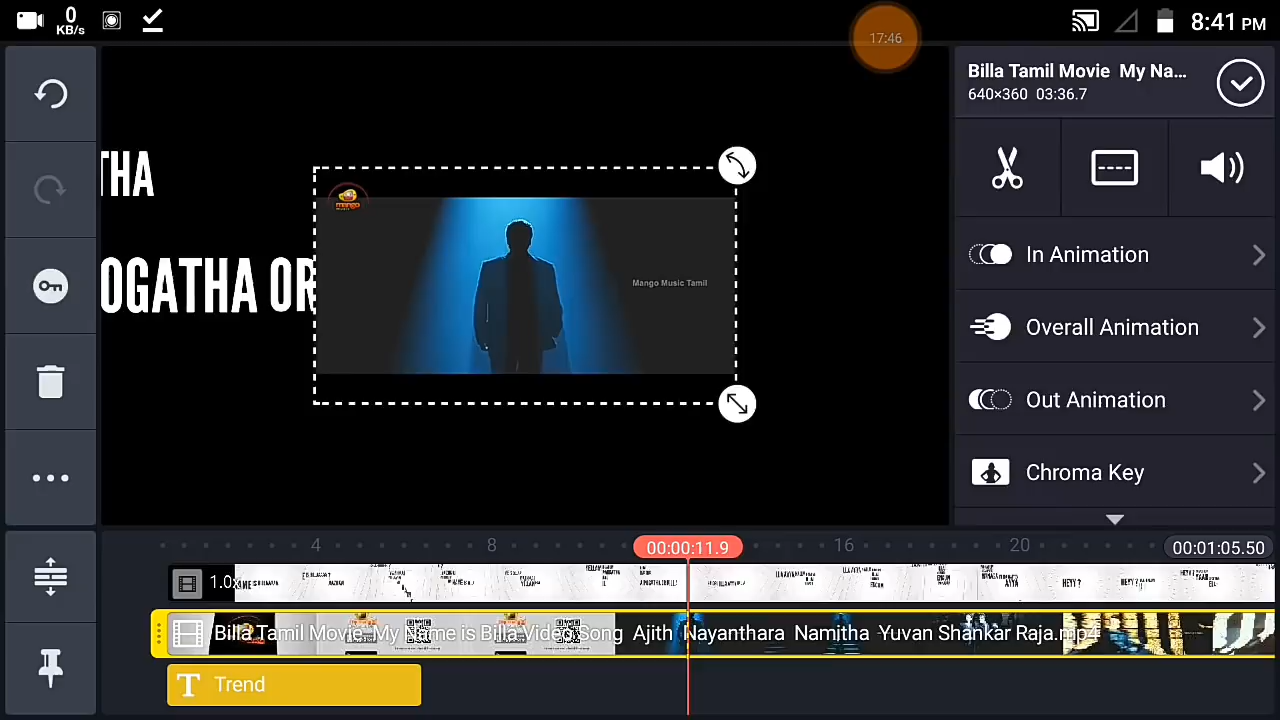 0
KB/s
17:46
8:41 PM
THA
OGATHA OR
mango
Mango Music Tamil
Billa Tamil Movie My Na...
640×360 03:36.7
In Animation
Overall Animation
Out Animation
Chroma Key
4
8
00:00:11.9
16
20
00:01:05.50
1.0x
HEYY ?
HEYY ?
Billa Tamil Movie My Name is Billa Video Song Ajith Nayanthara Namitha Yuvan Shankar Raja.mp4
T Trend